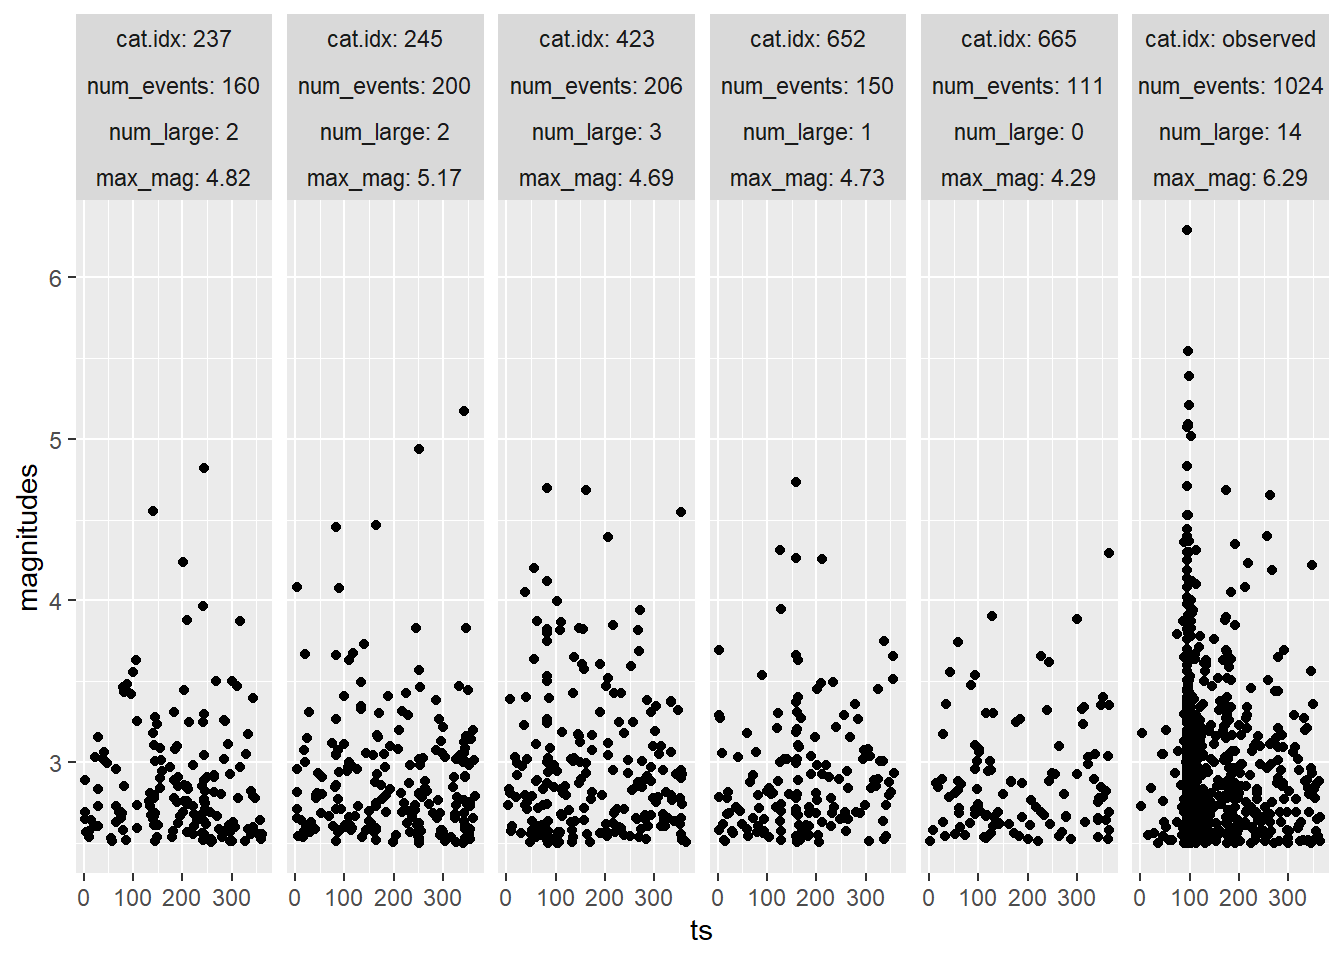 cat.idx: 237 cat.idx: 245 cat.idx: 423 cat.idx: 652 cat.idx: 665 cat.idx: observed
num_events: 160 num_events: 200 num_events: 206 num_events: 150 num_events: 111 num_events: 1024
num_large: 2 num_large: 2 num_large: 3 num_large: 1 num_large: 0 num_large: 14
max_mag: 4.82 max_mag: 5.17 max_mag: 4.69 max_mag: 4.73 max_mag: 4.29 max_mag: 6.29
6
5
4
3
magnitudes
0 100 200 300 0 100 200 300 0 100 200 300 0 100 200 300 0 100 200 300 0 100 200 300
ts